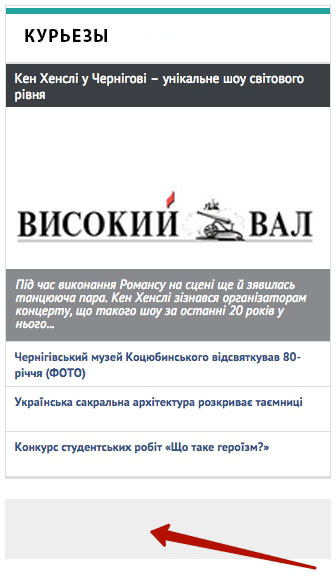 КУРЬЕЗЫ
Кен Хенслі у Чернігові – унікальне шоу світового
рівня
ВИСОКИЙ ВАЛ
Під час виконання Романсу на сцені ще й зявилась
танцююча пара. Кен Хенслі зізнався організаторам
концерту, що такого шоу за останні 20 років у
нього...
Чернігівський музей Коцюбинського відсвяткував 80-
річчя (ФОТО)
Українська сакральна архітектура розкриває таємниці
Конкурс студентських робіт «Що таке героїзм?»